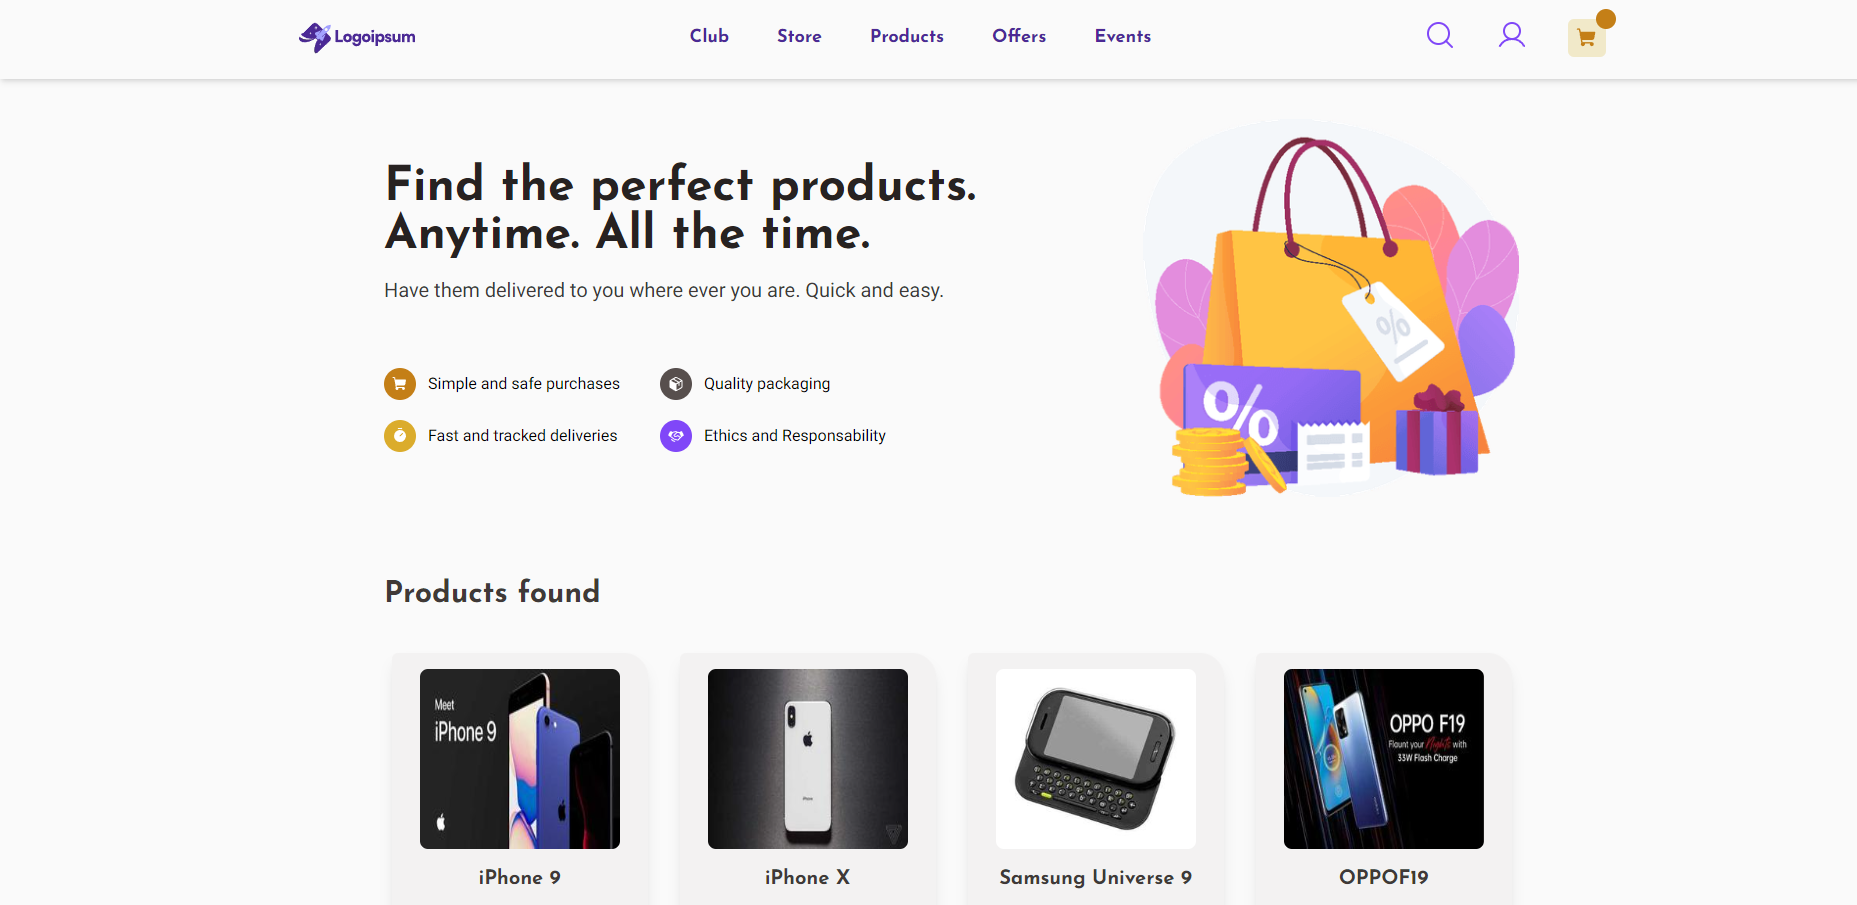 Logoipsum
Club
Store
Products
Offers
Events
Find the perfect products.
Anytime. All the time.
Have them delivered to you where ever you are. Quick and easy.
Simple and safe purchases
Quality packaging
Fast and tracked deliveries
Ethics and Responsability
%
%
Products found
Meet
iPhone 9
iPhone
OPPO F19
Flaunt your Nights with
33W Flash Charge
iPhone 9
iPhone X
Samsung Universe 9
OPPOF19